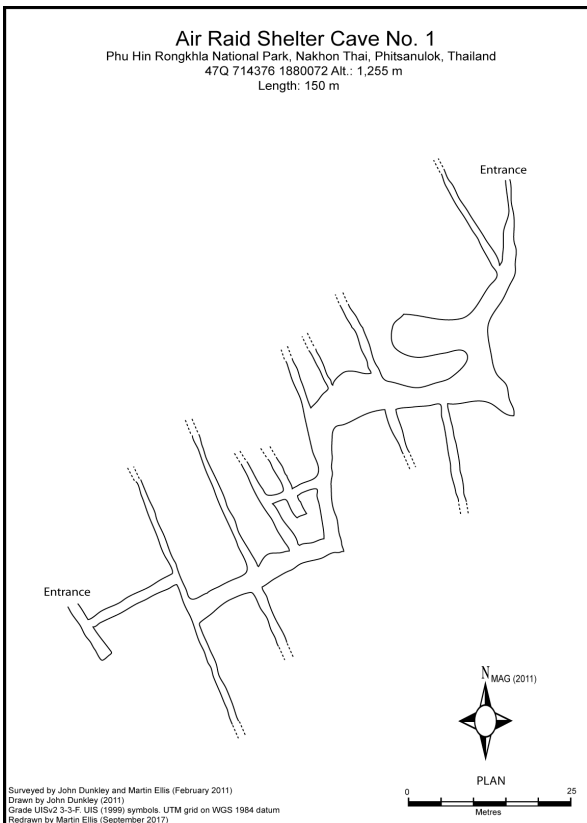 Air Raid Shelter Cave No. 1
Phu Hin Rongkhla National Park, Nakhon Thai, Phitsanulok, Thailand
47Q 714376 1880072 Alt.: 1,255 m
Length: 150 m
Entrance
Entrance
N MAG (2011)
PLAN
0 25
Metres
Surveyed by John Dunkley and Martin Ellis (February 2011)
Drawn by John Dunkley (2011)
Grade UISv2 3-3-F. UIS (1999) symbols. UTM grid on WGS 1984 datum
Redrawn by Martin Ellis (September 2017)